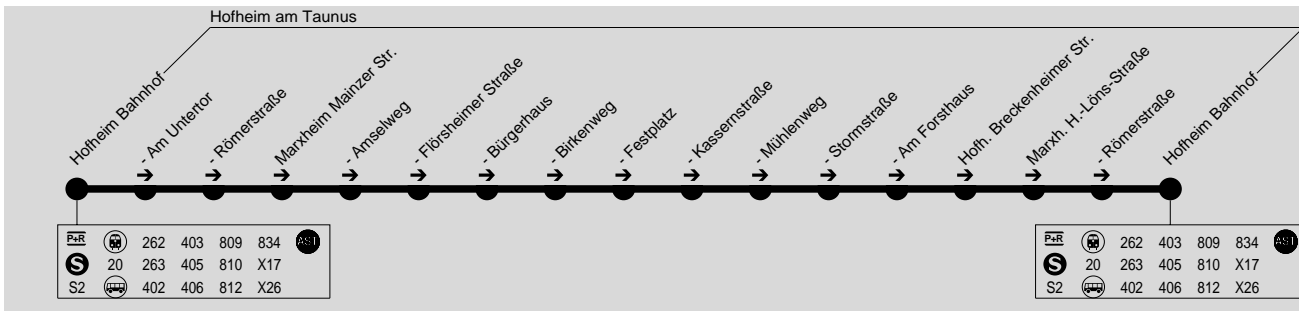 Hofheim am Taunus
Hofheim Bahnhof
- Am Untertor
- Römerstraße
Marxheim Mainzer Str.
- Amselweg
- Flörsheimer Straße
- Bürgerhaus
- Birkenweg
- Festplatz
- Kassernstraße
- Mühlenweg
- Stormstraße
- Am Forsthaus
Hofh. Breckenheimer Str.
Marxh. H.-Löns-Straße
- Römerstraße
Hofheim Bahnhof
P+R 262 403 809 834 AST
S 20 263 405 810 X17
S2 402 406 812 X26
P+R 262 403 809 834 AST
S 20 263 405 810 X17
S2 402 406 812 X26